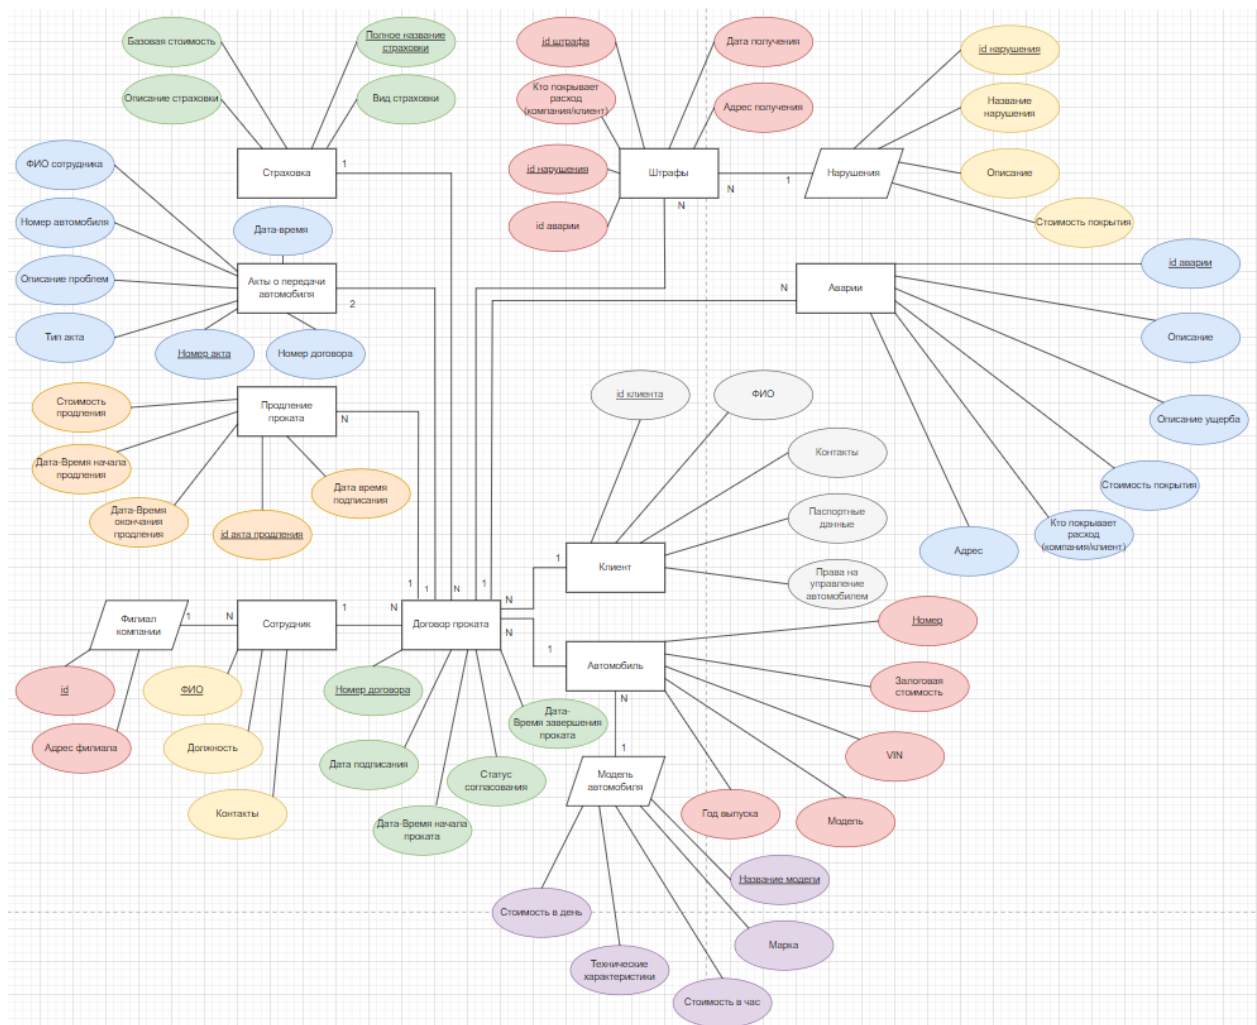 Базовая стоимость
Полное название
страховки
Описание страховки
Вид страховки
Страховка
1
id штрафа
Дата получения
Кто покрывает
расход
(компания/клиент)
Адрес получения
id нарушения
id аварии
Штрафы
N
N
1
Нарушения
id нарушения
Название
нарушения
Описание
Стоимость покрытия
ФИО сотрудника
Номер автомобиля
Дата-время
Описание проблем
Тип акта
Акты о передачи
автомобиля
2
Номер акта
Номер договора
N
Аварии
id аварии
Описание
Описание ущерба
Стоимость покрытия
Кто покрывает
расход
(компания/клиент)
Адрес
Стоимость
продления
Продление
проката
N
Дата-Время начала
продления
Дата время
подписания
Дата-Время
окончания
продления
id акта продления
id клиента
ФИО
Контакты
Паспортные
данные
Права на
управление
автомобилем
Клиент
1
1
1
N
1
Филиал
компании
1
N
Сотрудник
1
N
Договор проката
N
N
1
Автомобиль
N
id
Адрес филиала
ФИО
Должность
Контакты
Номер договора
Дата подписания
Дата-Время начала
проката
Статус
согласования
Дата-
Время завершения
проката
Номер
Залоговая
стоимость
VIN
Модель
Год выпуска
1
Модель
автомобиля
Название модели
Стоимость в день
Марка
Технические
характеристики
Стоимость в час